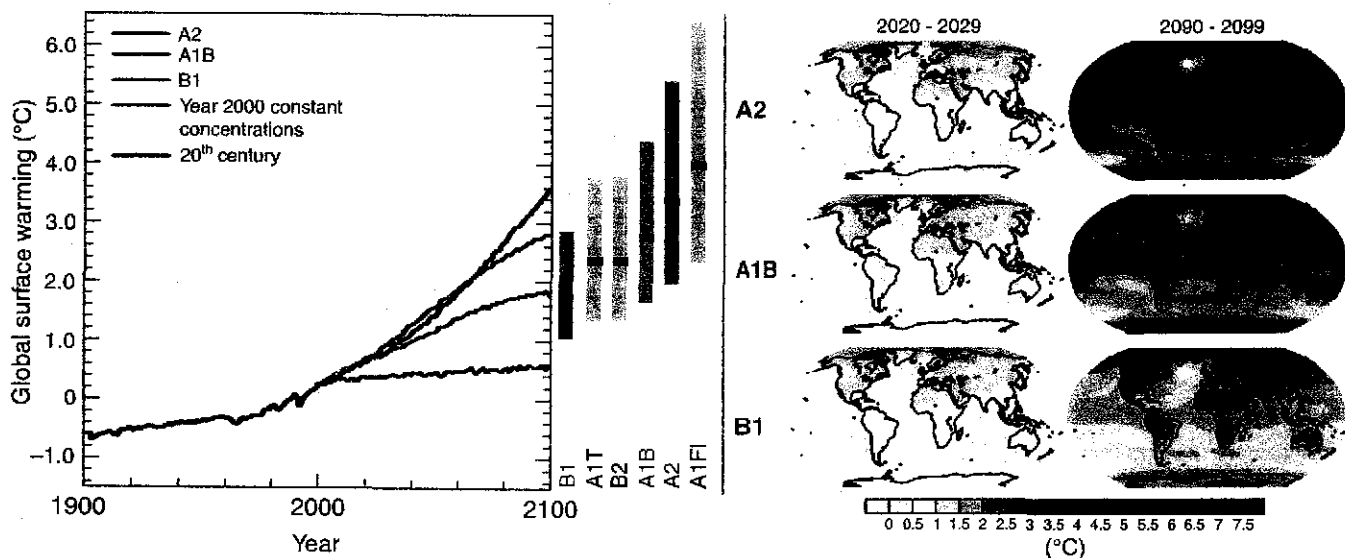 A2
A1B
B1
Year 2000 constant
concentrations
20th century
Global surface warming (°C)
6.0
5.0
4.0
3.0
2.0
1.0
0
−1.0
1900
2000
2100
Year
B1
A1T
B2
A1B
A2
A1FI
2020 - 2029
2090 - 2099
A2
A1B
B1
0 0.5 1 1.5 2 2.5 3 3.5 4 4.5 5 5.5 6 6.5 7 7.5
(°C)